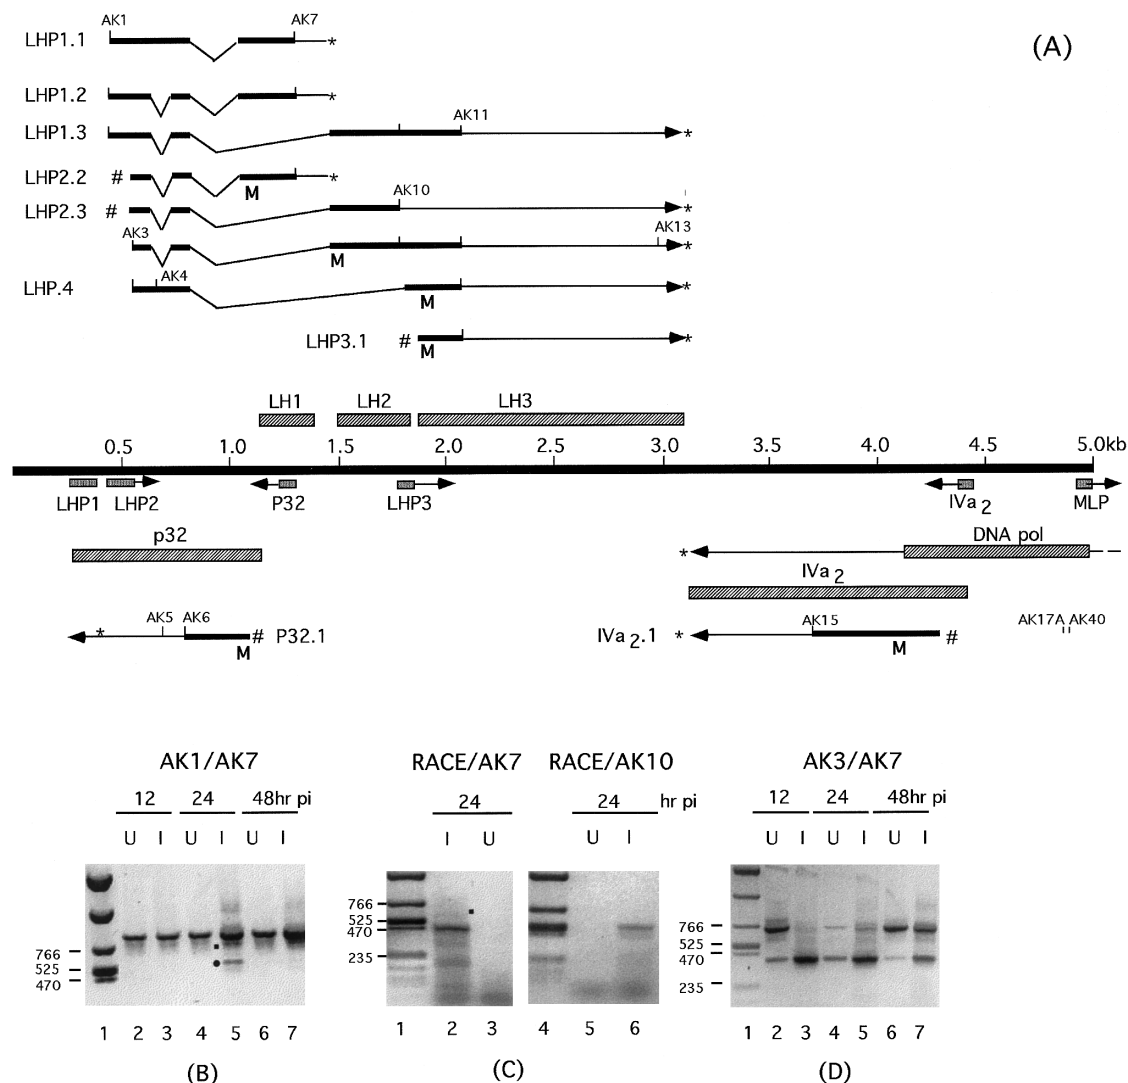 AK1 AK7
LHP1.1 *
(A)
LHP1.2 *
AK11
LHP1.3 *
LHP2.2 # *
M
AK10
LHP2.3 # *
AK3 AK13
*
M
AK4
LHP.4 *
M
LHP3.1 # *
M
LH1 LH2 LH3
0.5 1.0 1.5 2.0 2.5 3.0 3.5 4.0 4.5 5.0kb
LHP1 LHP2 P32 LHP3 IVa 2 MLP
p32 DNA pol
*
IVa 2
AK5 AK6 AK15 AK17A AK40
* # P32.1 IVa 2.1 * #
M M
AK1/AK7 RACE/AK7 RACE/AK10 AK3/AK7
12 24 48hr pi 24 24 hr pi 12 24 48hr pi
U I U I U I I U U I U I U I U I
766
525
470
766
525
470
235
766
525
470
235
1 2 3 4 5 6 7 1 2 3 4 5 6 1 2 3 4 5 6 7
(B) (C) (D)